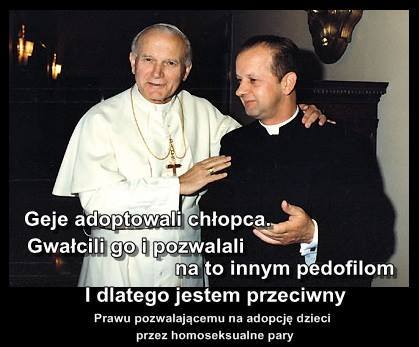 Geje adoptowali chłopca.
Gwałcili go i pozwalali
na to innym pedofilom
I dlatego jestem przeciwny
Prawu pozwalającemu na adopcję dzieci
przez homoseksualne pary